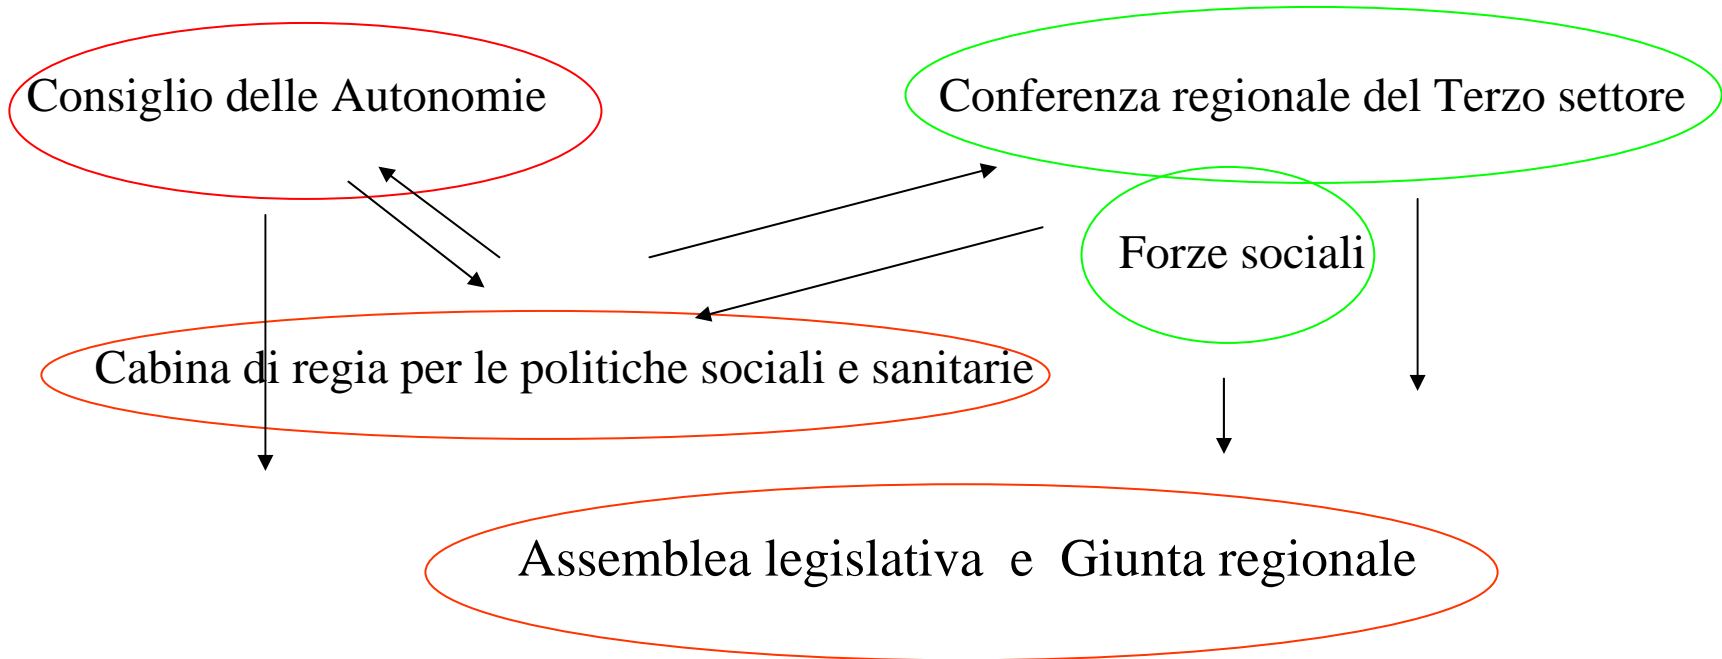 Consiglio delle Autonomie
Conferenza regionale del Terzo settore
Forze sociali
Cabina di regia per le politiche sociali e sanitarie
Assemblea legislativa e Giunta regionale